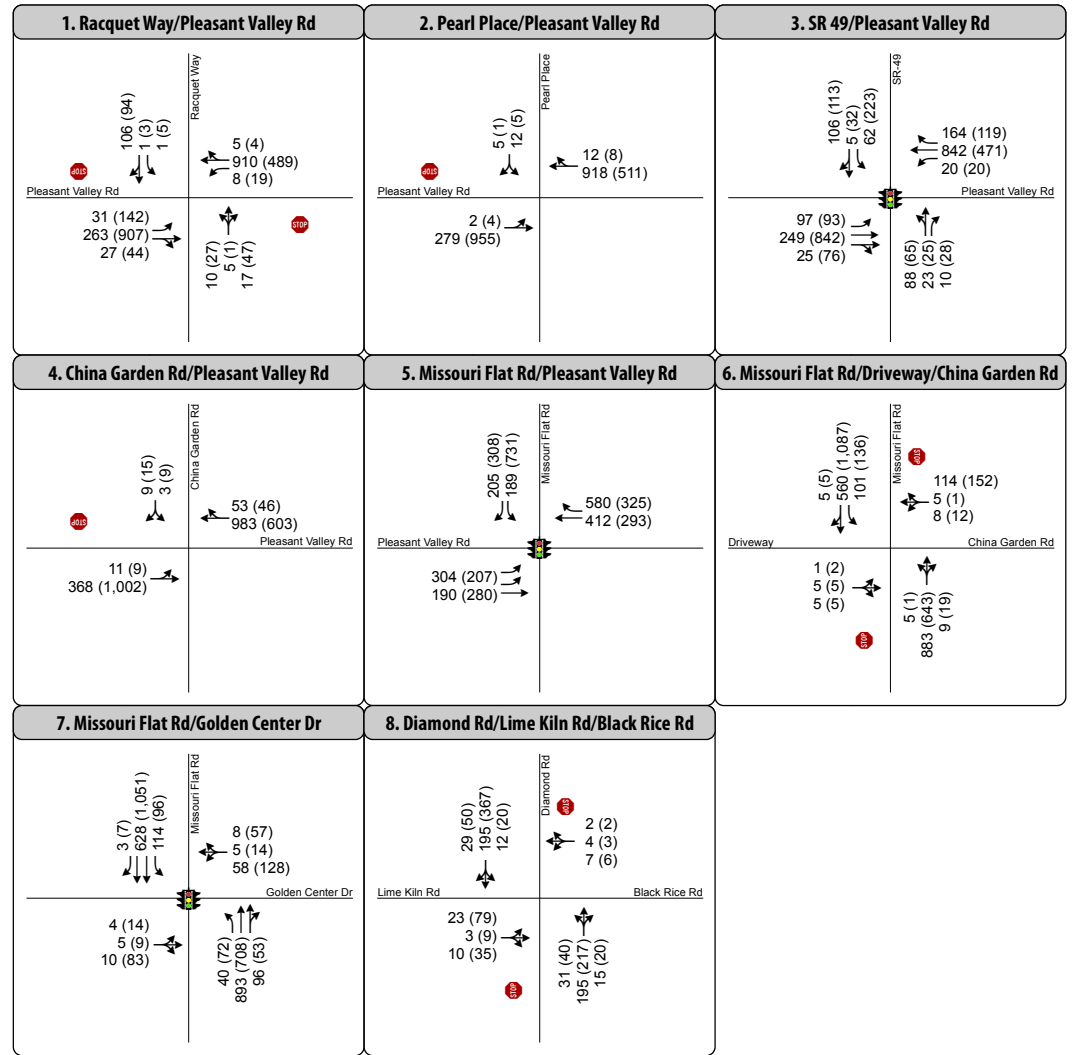 1. Racquet Way/Pleasant Valley Rd
Racquet Way
106 (94)
1 (3)
1 (5)
5 (4)
910 (489)
8 (19)
STOP
Pleasant Valley Rd
31 (142)
263 (907)
27 (44)
10 (27)
5 (1)
17 (47)
STOP
2. Pearl Place/Pleasant Valley Rd
Pearl Place
5 (1)
12 (5)
12 (8)
918 (511)
STOP
Pleasant Valley Rd
2 (4)
279 (955)
3. SR 49/Pleasant Valley Rd
SR-49
106 (113)
5 (32)
62 (223)
164 (119)
842 (471)
20 (20)
Pleasant Valley Rd
97 (93)
249 (842)
25 (76)
88 (65)
23 (25)
10 (28)
4. China Garden Rd/Pleasant Valley Rd
China Garden Rd
9 (15)
3 (9)
53 (46)
983 (603)
STOP
Pleasant Valley Rd
11 (9)
368 (1,002)
5. Missouri Flat Rd/Pleasant Valley Rd
Missouri Flat Rd
205 (308)
189 (731)
580 (325)
412 (293)
Pleasant Valley Rd
304 (207)
190 (280)
6. Missouri Flat Rd/Driveway/China Garden Rd
Missouri Flat Rd
5 (5)
560 (1,087)
101 (136)
STOP
114 (152)
5 (1)
8 (12)
Driveway
China Garden Rd
1 (2)
5 (5)
5 (5)
5 (1)
883 (643)
9 (19)
STOP
7. Missouri Flat Rd/Golden Center Dr
Missouri Flat Rd
3 (7)
628 (1,051)
114 (96)
8 (57)
5 (14)
58 (128)
Golden Center Dr
4 (14)
5 (9)
10 (83)
40 (72)
893 (708)
96 (53)
8. Diamond Rd/Lime Kiln Rd/Black Rice Rd
Diamond Rd
29 (50)
195 (367)
12 (20)
STOP
2 (2)
4 (3)
7 (6)
Lime Kiln Rd
Black Rice Rd
23 (79)
3 (9)
10 (35)
31 (40)
195 (217)
15 (20)
STOP